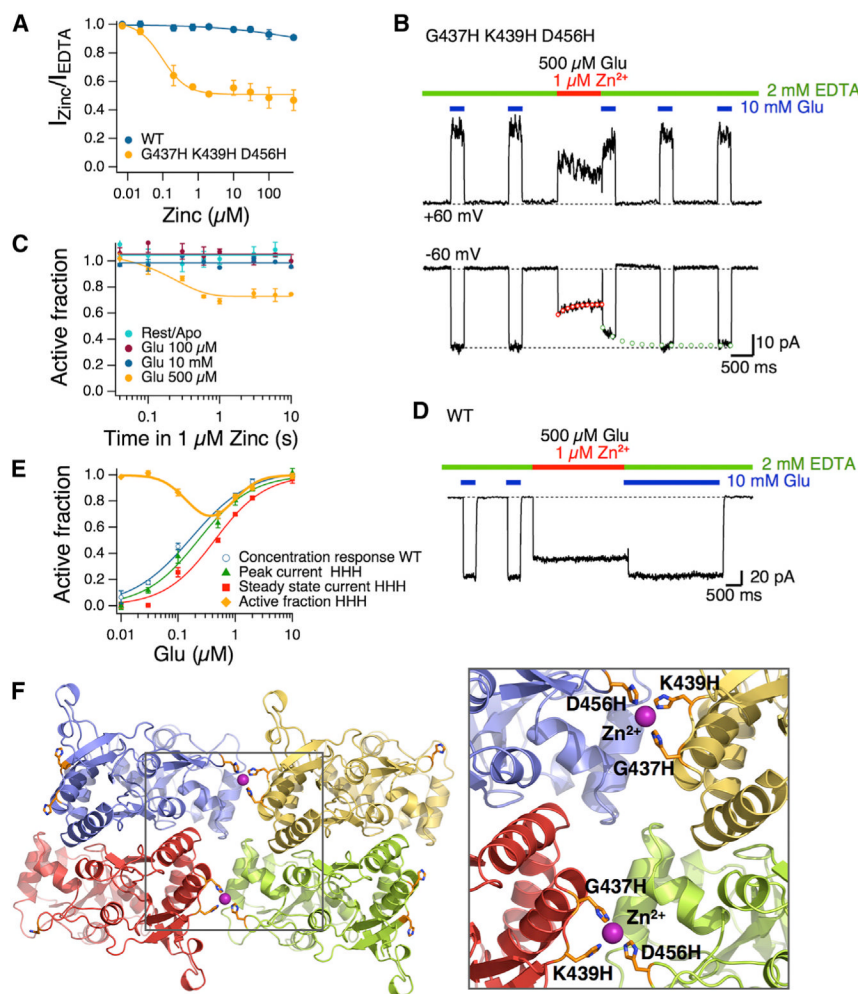 A
I_Zinc/I_EDTA
1.0
0.8
0.6
0.4
0.2
0.0
WT
G437H K439H D456H
0.01
0.1
1
10
100
Zinc (µM)
B
G437H K439H D456H
500 µM Glu
1 µM Zn²⁺
2 mM EDTA
10 mM Glu
+60 mV
-60 mV
10 pA
500 ms
C
Active fraction
1.0
0.8
0.6
0.4
0.2
0.0
Rest/Apo
Glu 100 µM
Glu 10 mM
Glu 500 µM
0.1
1
10
Time in 1 µM Zinc (s)
D
WT
500 µM Glu
1 µM Zn²⁺
2 mM EDTA
10 mM Glu
20 pA
500 ms
E
Active fraction
1.0
0.8
0.6
0.4
0.2
0.0
Concentration response WT
Peak current HHH
Steady state current HHH
Active fraction HHH
0.01
0.1
1
10
Glu (µM)
F
D456H
K439H
Zn²⁺
G437H
G437H
Zn²⁺
K439H
D456H